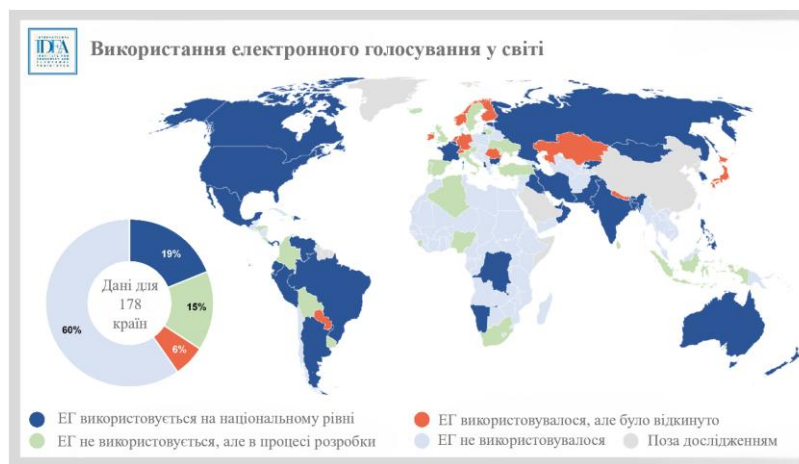 INTERNATIONAL
IDEA
Використання електронного голосування у світі
19%
15%
6%
60%
Дані для
178
країн
ЕГ використовується на національному рівні
ЕГ використовувалося, але було відкинуто
ЕГ не використовується, але в процесі розробки
ЕГ не використовувалося
Поза дослідженням